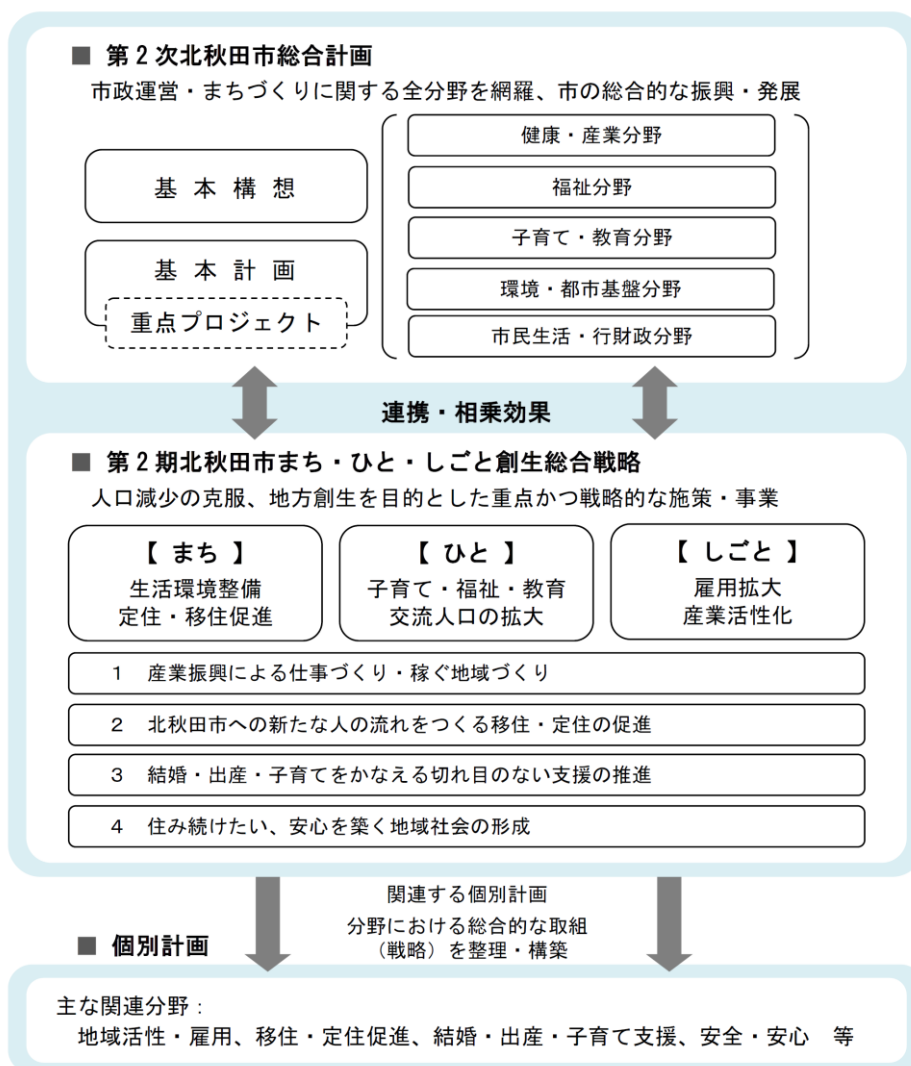 ■ 第2次北秋田市総合計画
市政運営・まちづくりに関する全分野を網羅、市の総合的な振興・発展
基本構想
基本計画
重点プロジェクト
健康・産業分野
福祉分野
子育て・教育分野
環境・都市基盤分野
市民生活・行財政分野
連携・相乗効果
■ 第2期北秋田市まち・ひと・しごと創生総合戦略
人口減少の克服、地方創生を目的とした重点かつ戦略的な施策・事業
【 まち 】
生活環境整備
定住・移住促進
【 ひと 】
子育て・福祉・教育
交流人口の拡大
【 しごと 】
雇用拡大
産業活性化
1 産業振興による仕事づくり・稼ぐ地域づくり
2 北秋田市への新たな人の流れをつくる移住・定住の促進
3 結婚・出産・子育てをかなえる切れ目のない支援の推進
4 住み続けたい、安心を築く地域社会の形成
関連する個別計画
分野における総合的な取組
（戦略）を整理・構築
■ 個別計画
主な関連分野：
地域活性・雇用、移住・定住促進、結婚・出産・子育て支援、安全・安心 等